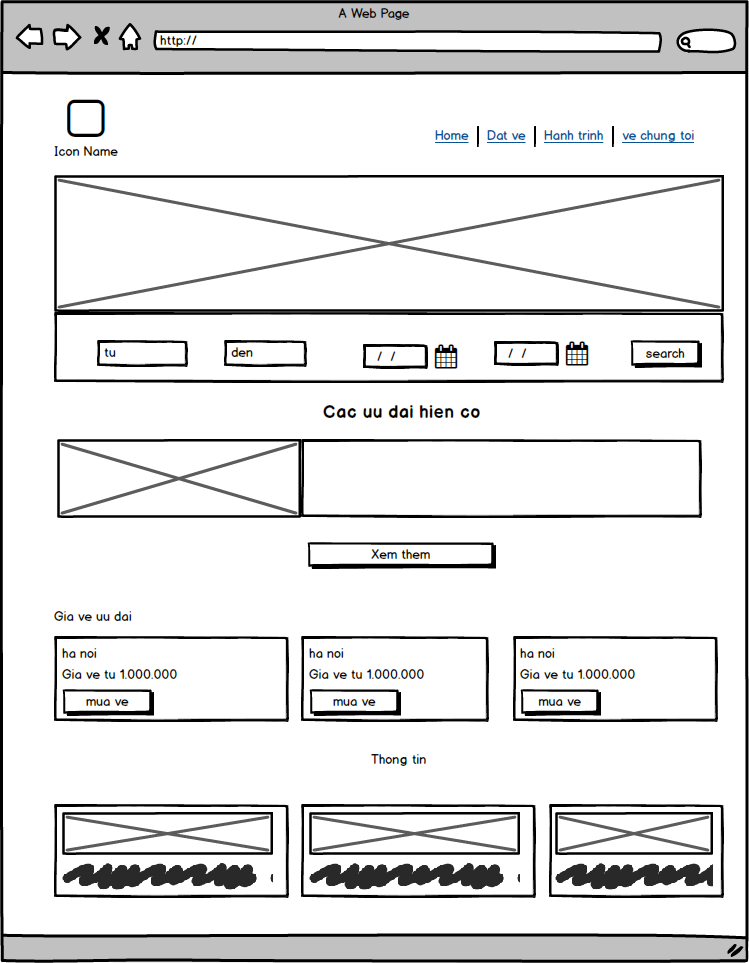 A Web Page
http://
Icon Name
Home | Dat ve | Hanh trinh | ve chung toi
tu den / / / / search
Cac uu dai hien co
Xem them
Gia ve uu dai
ha noi ha noi ha noi
Gia ve tu 1.000.000 Gia ve tu 1.000.000 Gia ve tu 1.000.000
mua ve mua ve mua ve
Thong tin